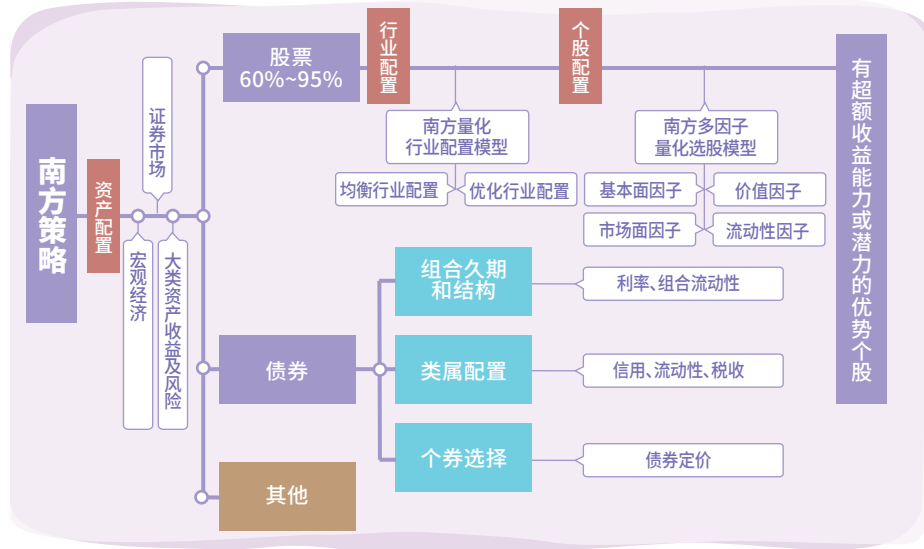 南方策略
资产配置
证券市场
宏观经济
大类资产收益及风险
股票
60%~95%
行业配置
南方量化
行业配置模型
均衡行业配置
优化行业配置
个股配置
南方多因子
量化选股模型
基本面因子
价值因子
市场面因子
流动性因子
有超额收益能力或潜力的优势个股
债券
组合久期
和结构
利率、组合流动性
类属配置
信用、流动性、税收
个券选择
债券定价
其他